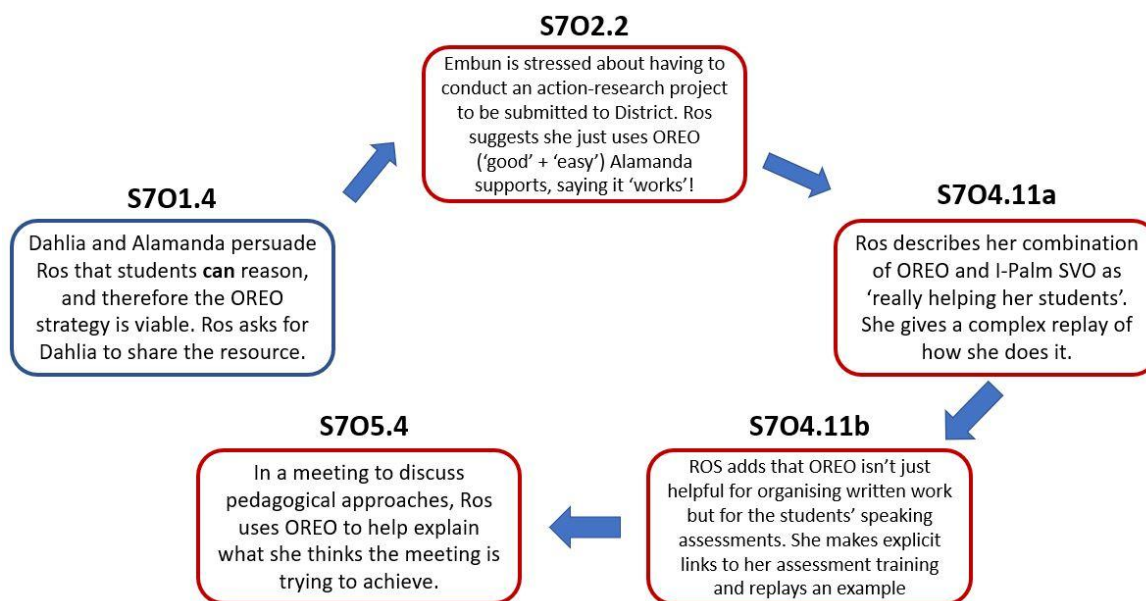 S7O2.2
Embun is stressed about having to
conduct an action-research project
to be submitted to District. Ros
suggests she just uses OREO
(‘good’ + ‘easy’) Alamanda
supports, saying it ‘works’!
S7O1.4
Dahlia and Alamanda persuade
Ros that students can reason,
and therefore the OREO
strategy is viable. Ros asks for
Dahlia to share the resource.
S7O4.11a
Ros describes her combination
of OREO and I-Palm SVO as
‘really helping her students’.
She gives a complex replay of
how she does it.
S7O5.4
In a meeting to discuss
pedagogical approaches, Ros
uses OREO to help explain
what she thinks the meeting is
trying to achieve.
S7O4.11b
ROS adds that OREO isn’t just
helpful for organising written work
but for the students’ speaking
assessments. She makes explicit
links to her assessment training
and replays an example